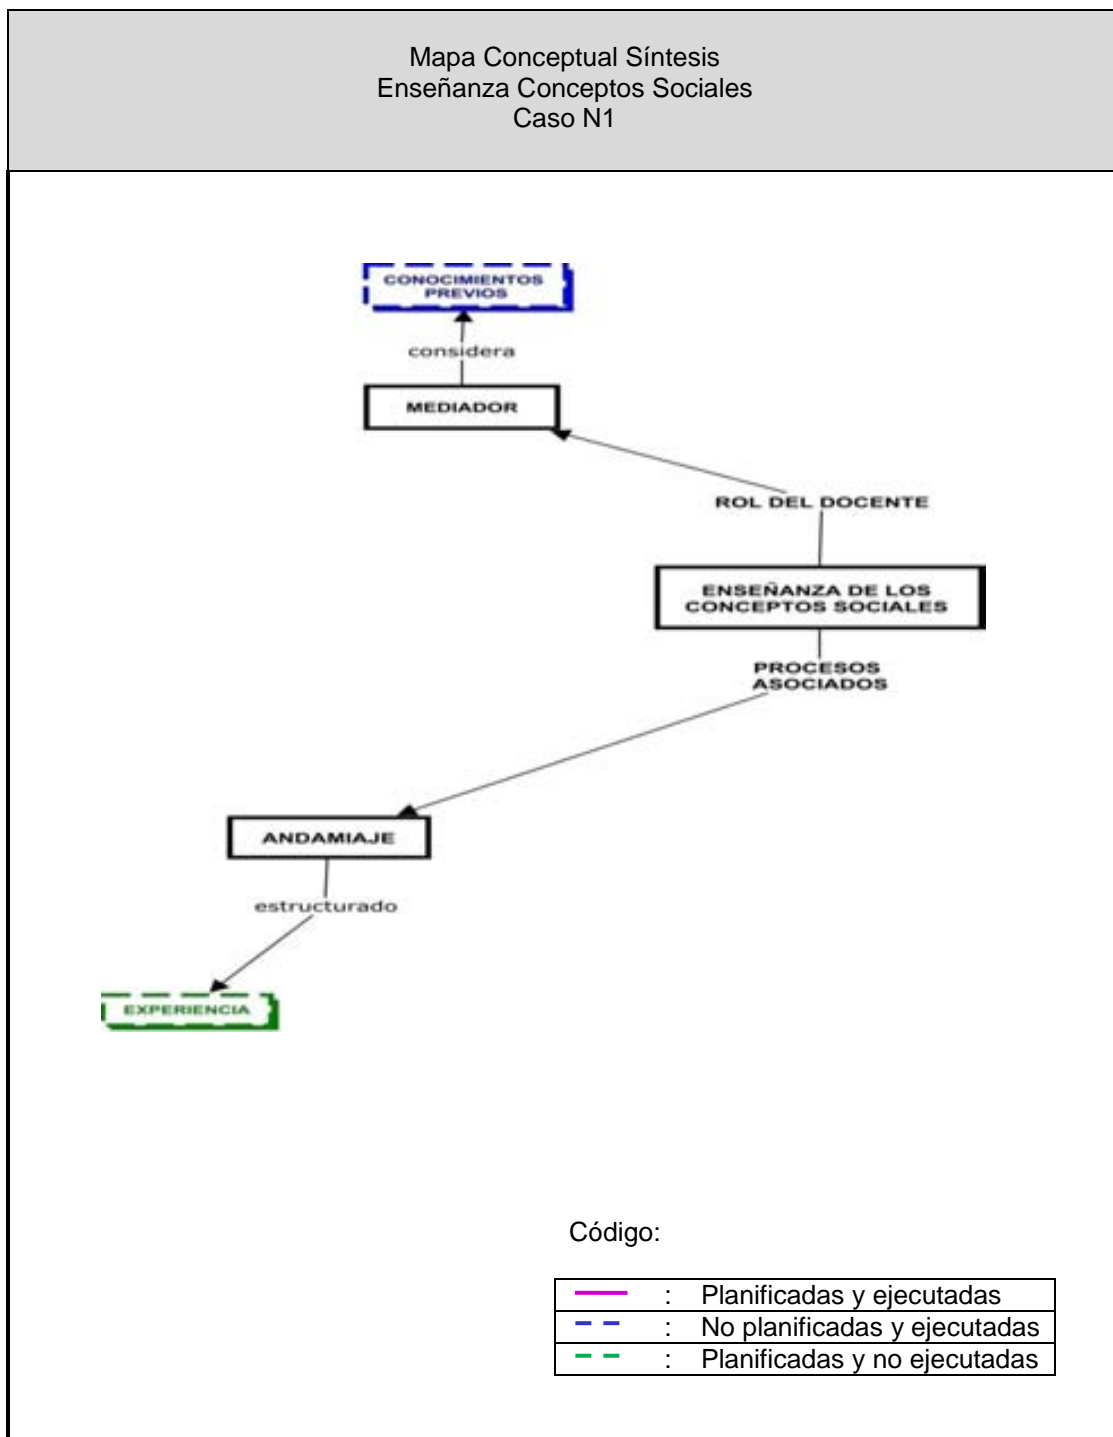 Mapa Conceptual Síntesis
Enseñanza Conceptos Sociales
Caso N1
CONOCIMIENTOS
PREVIOS
considera
MEDIADOR
ROL DEL DOCENTE
ENSEÑANZA DE LOS
CONCEPTOS SOCIALES
PROCESOS
ASOCIADOS
ANDAMIAJE
estructurado
EXPERIENCIA
Código:
: Planificadas y ejecutadas
: No planificadas y ejecutadas
: Planificadas y no ejecutadas